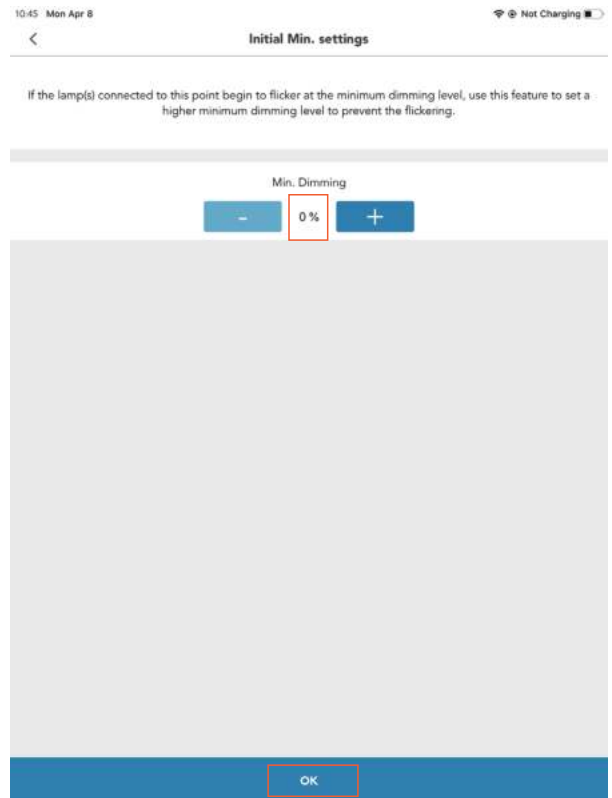 10:45 Mon Apr 8 Not Charging
Initial Min. settings
If the lamp(s) connected to this point begin to flicker at the minimum dimming level, use this feature to set a
higher minimum dimming level to prevent the flickering.
Min. Dimming
- 0 % +
OK